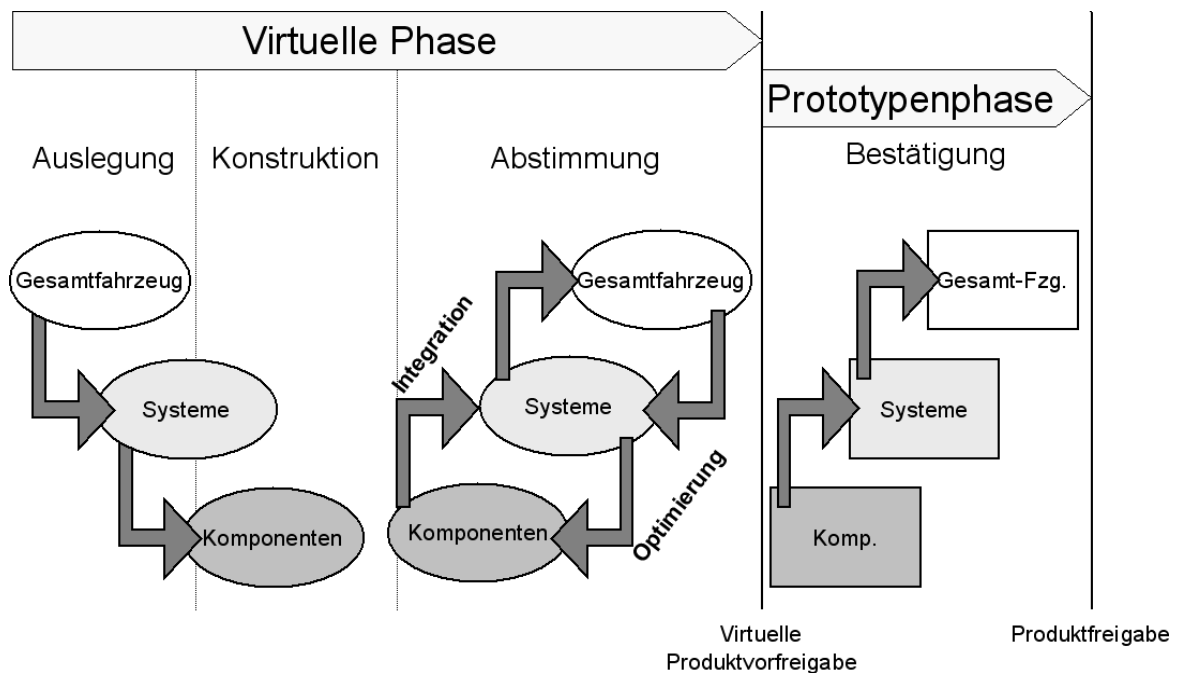 Virtuelle Phase
Prototypenphase
Auslegung
Konstruktion
Abstimmung
Bestätigung
Gesamtfahrzeug
Systeme
Komponenten
Integration
Gesamtfahrzeug
Systeme
Komponenten
Optimierung
Gesamt-Fzg.
Systeme
Komp.
Virtuelle
Produktvorfreigabe
Produktfreigabe